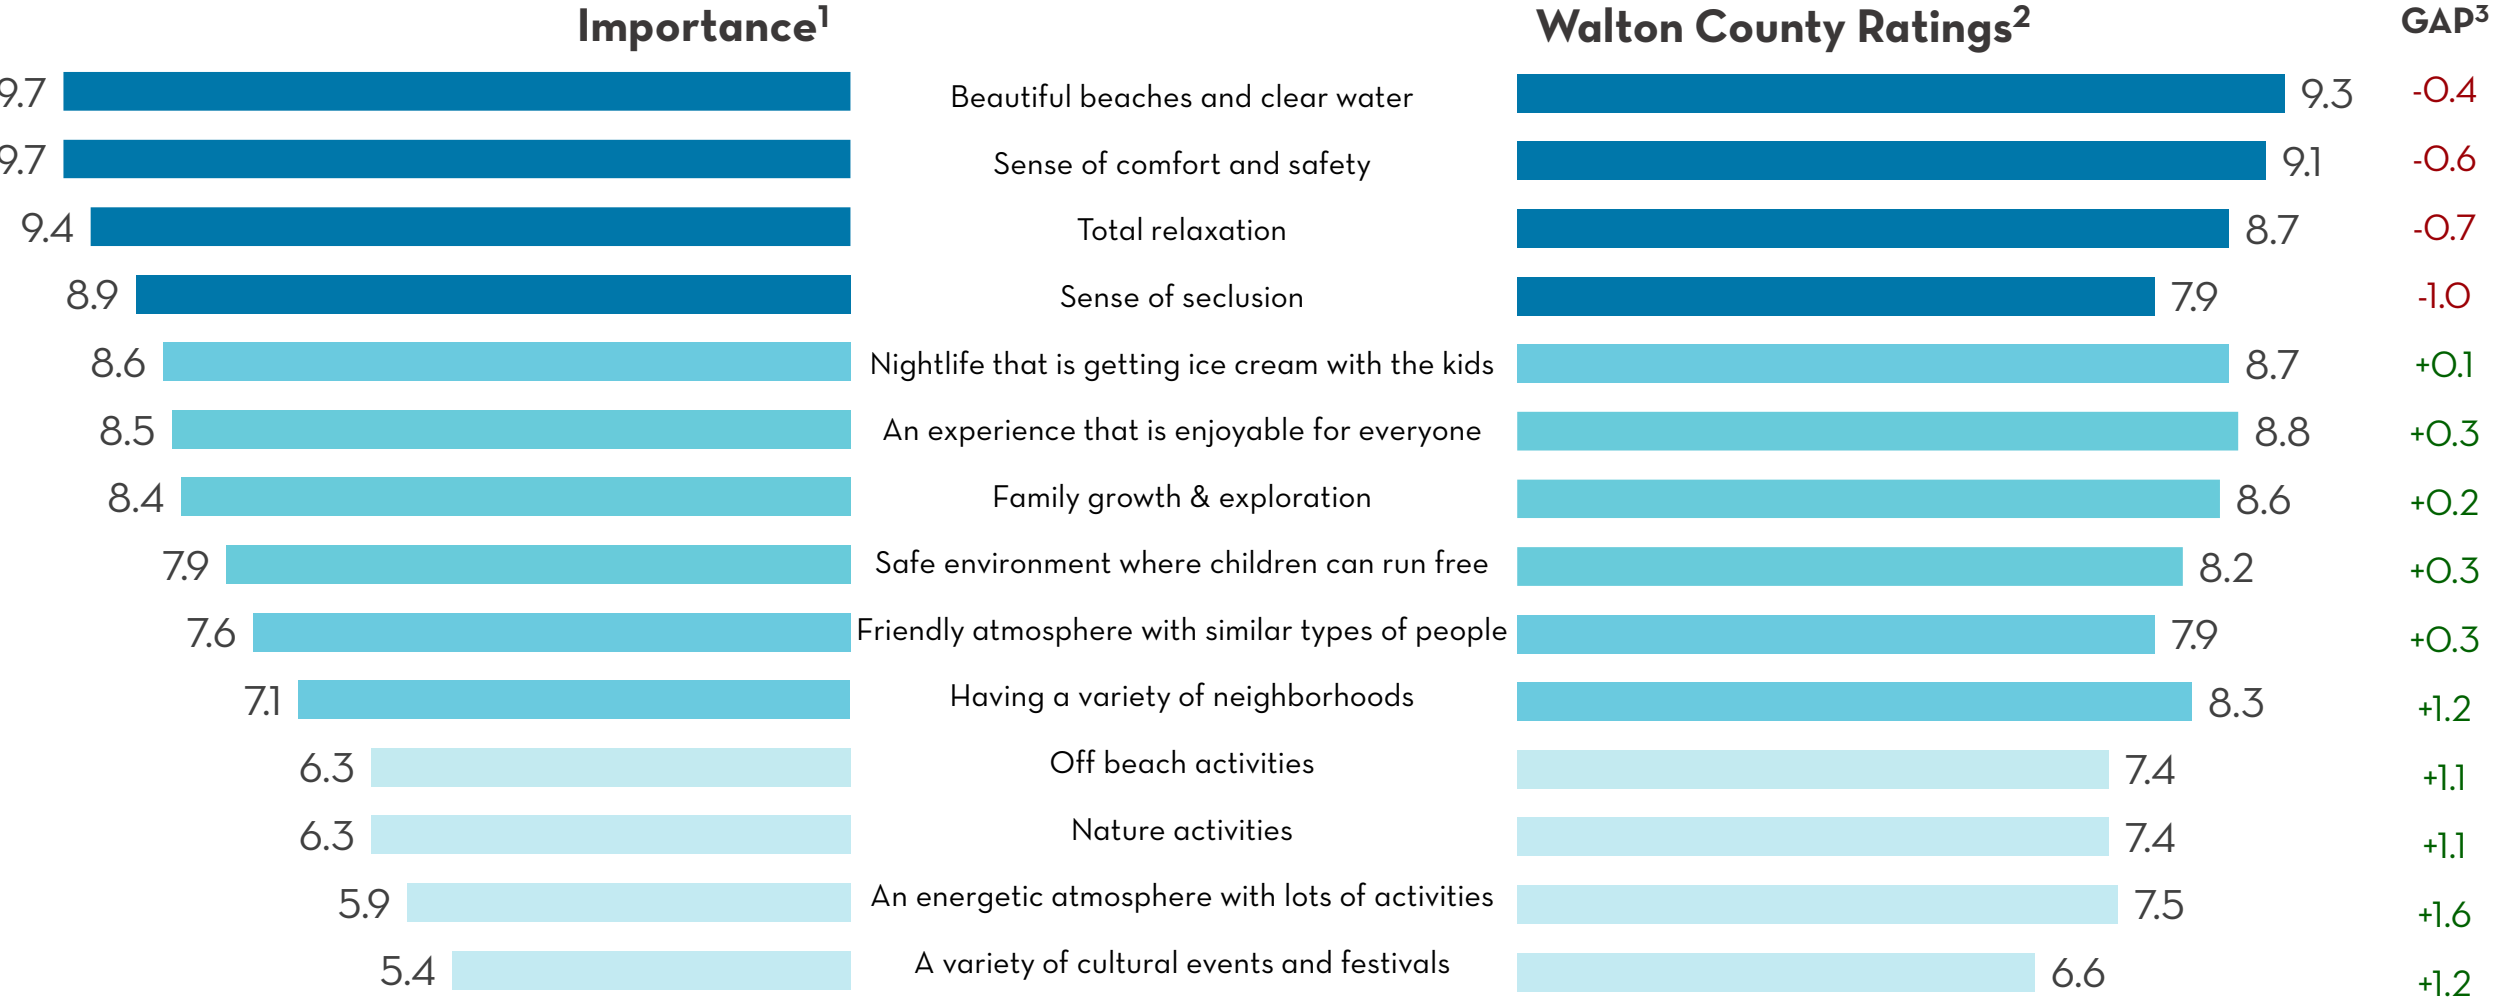 Importance¹ Walton County Ratings² GAP³
9.7 Beautiful beaches and clear water 9.3 -0.4
9.7 Sense of comfort and safety 9.1 -0.6
9.4 Total relaxation 8.7 -0.7
8.9 Sense of seclusion 7.9 -1.0
8.6 Nightlife that is getting ice cream with the kids 8.7 +0.1
8.5 An experience that is enjoyable for everyone 8.8 +0.3
8.4 Family growth & exploration 8.6 +0.2
7.9 Safe environment where children can run free 8.2 +0.3
7.6 Friendly atmosphere with similar types of people 7.9 +0.3
7.1 Having a variety of neighborhoods 8.3 +1.2
6.3 Off beach activities 7.4 +1.1
6.3 Nature activities 7.4 +1.1
5.9 An energetic atmosphere with lots of activities 7.5 +1.6
5.4 A variety of cultural events and festivals 6.6 +1.2